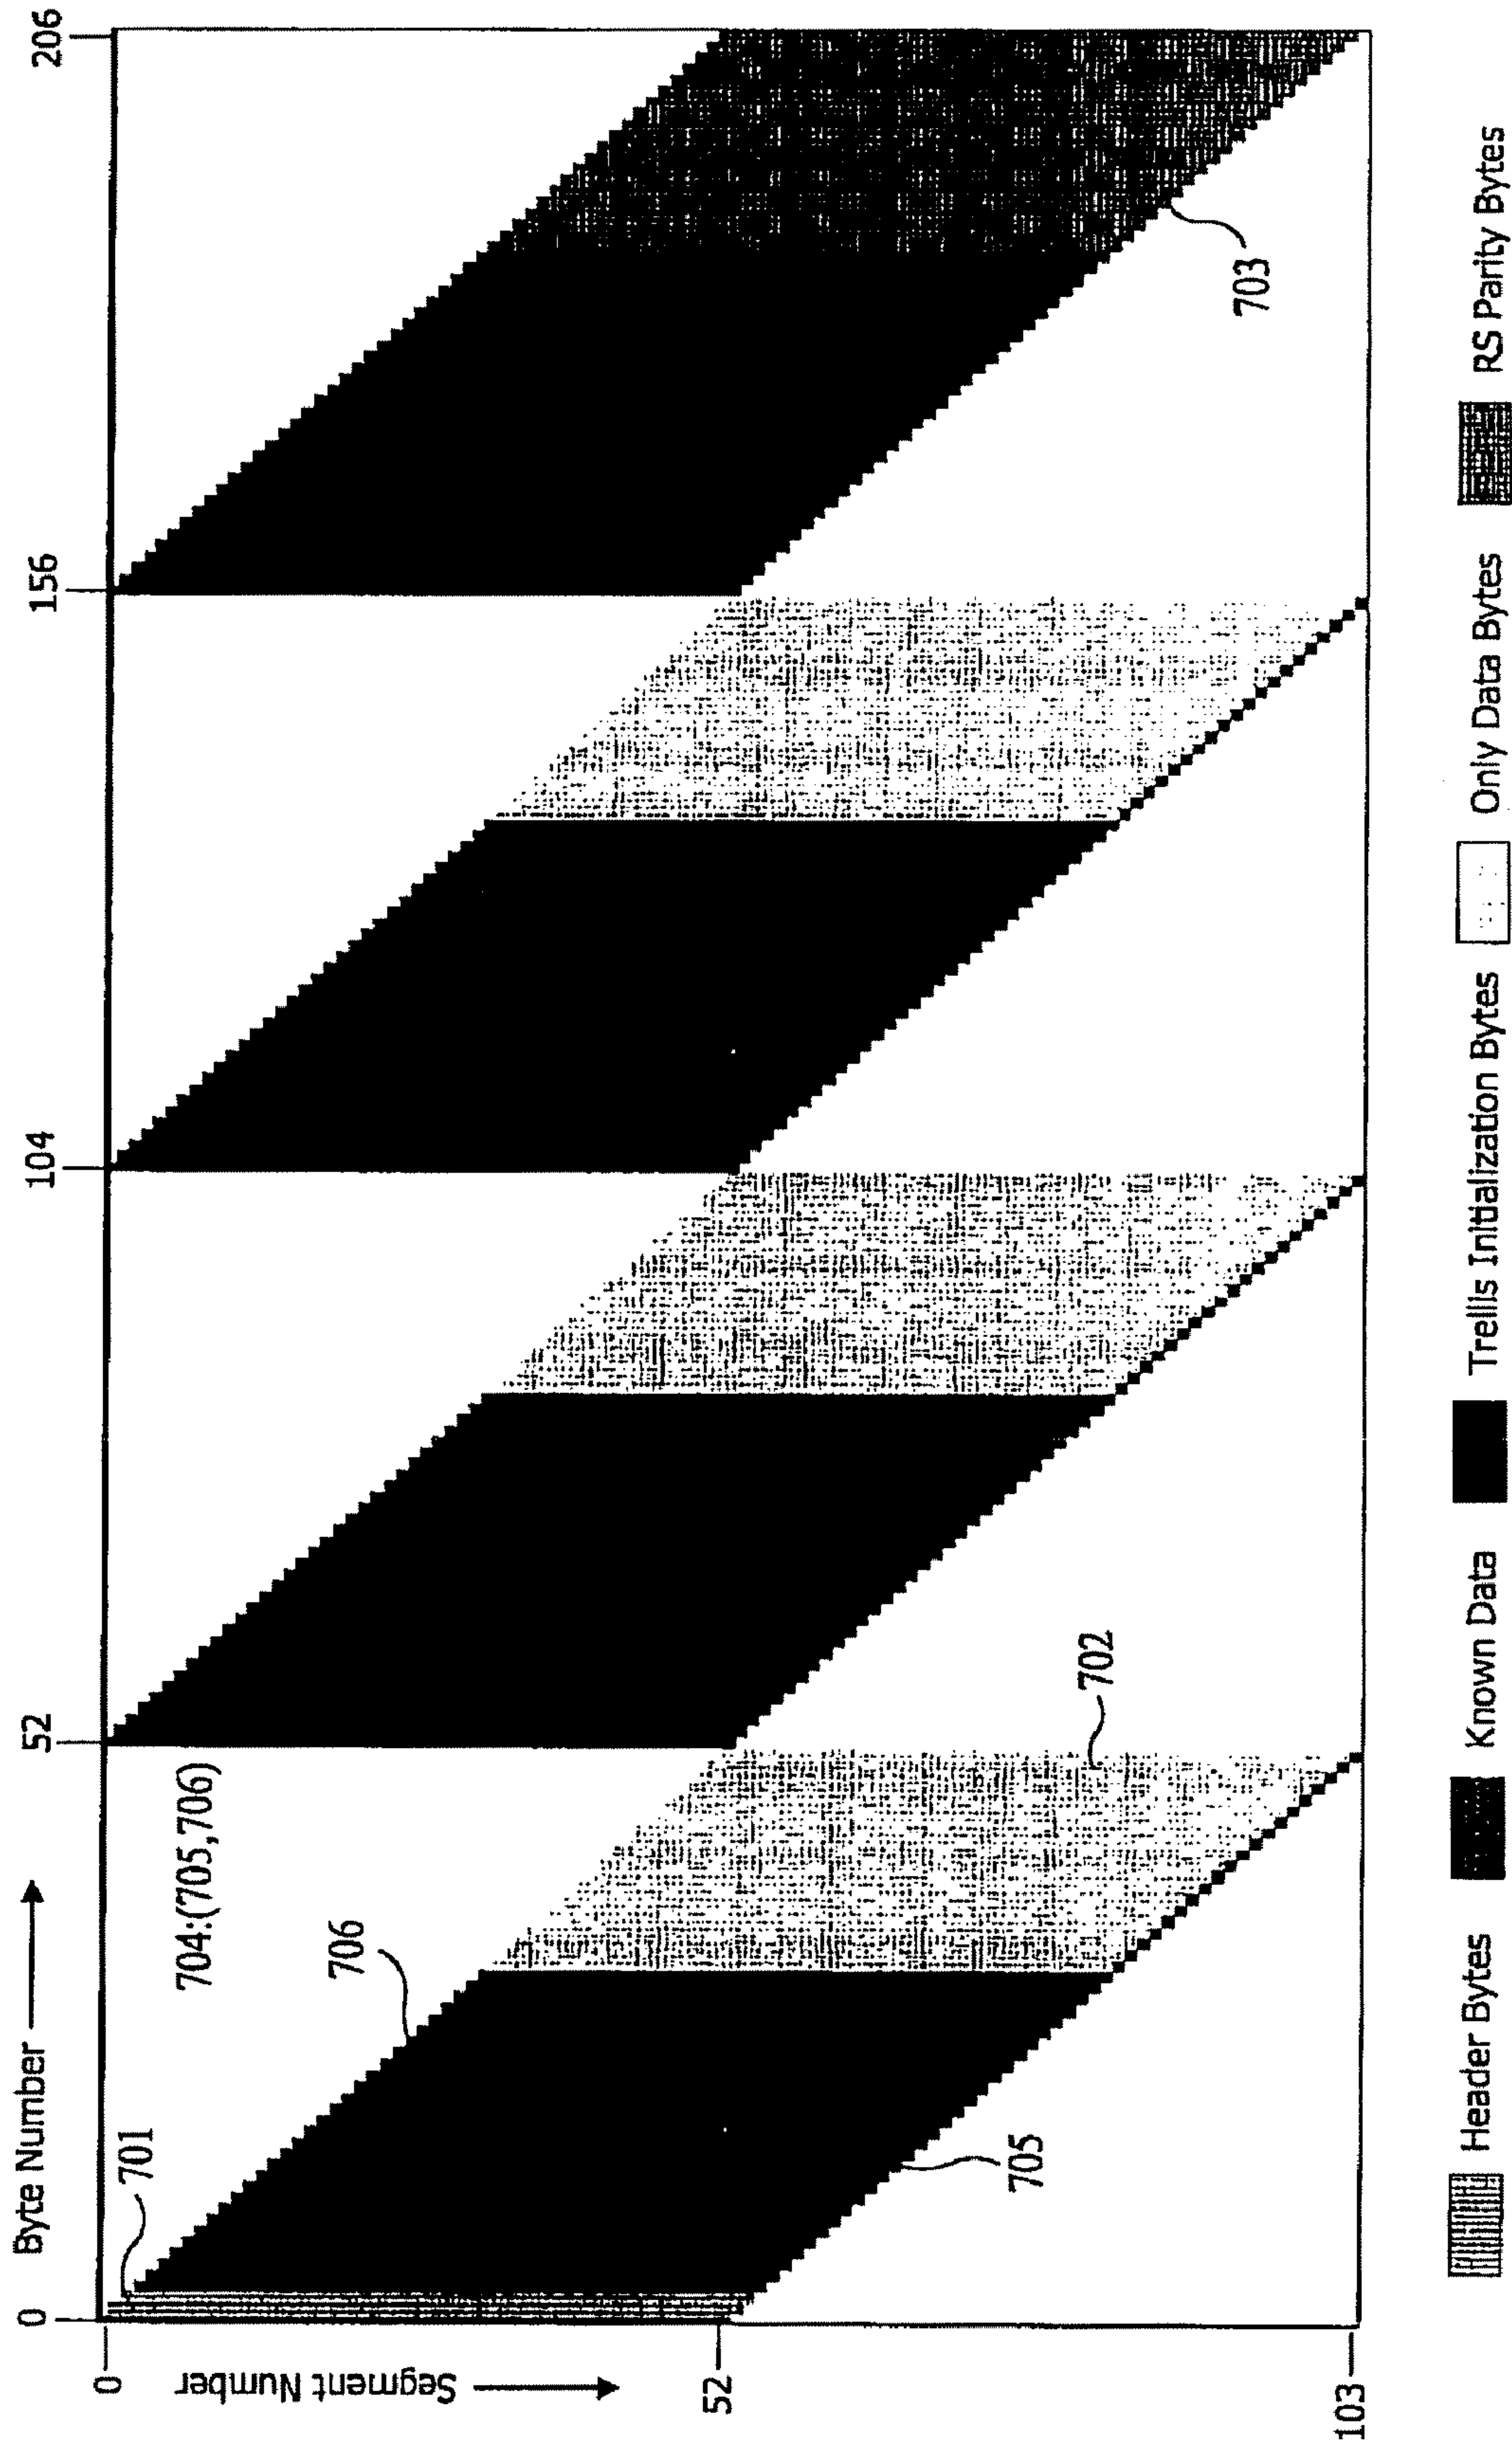 Byte Number
0
52
104
156
206
701
704:(705,706)
706
Segment Number
0
52
103
705
702
703
Header Bytes
Known Data
Trellis Initialization Bytes
Only Data Bytes
RS Parity Bytes